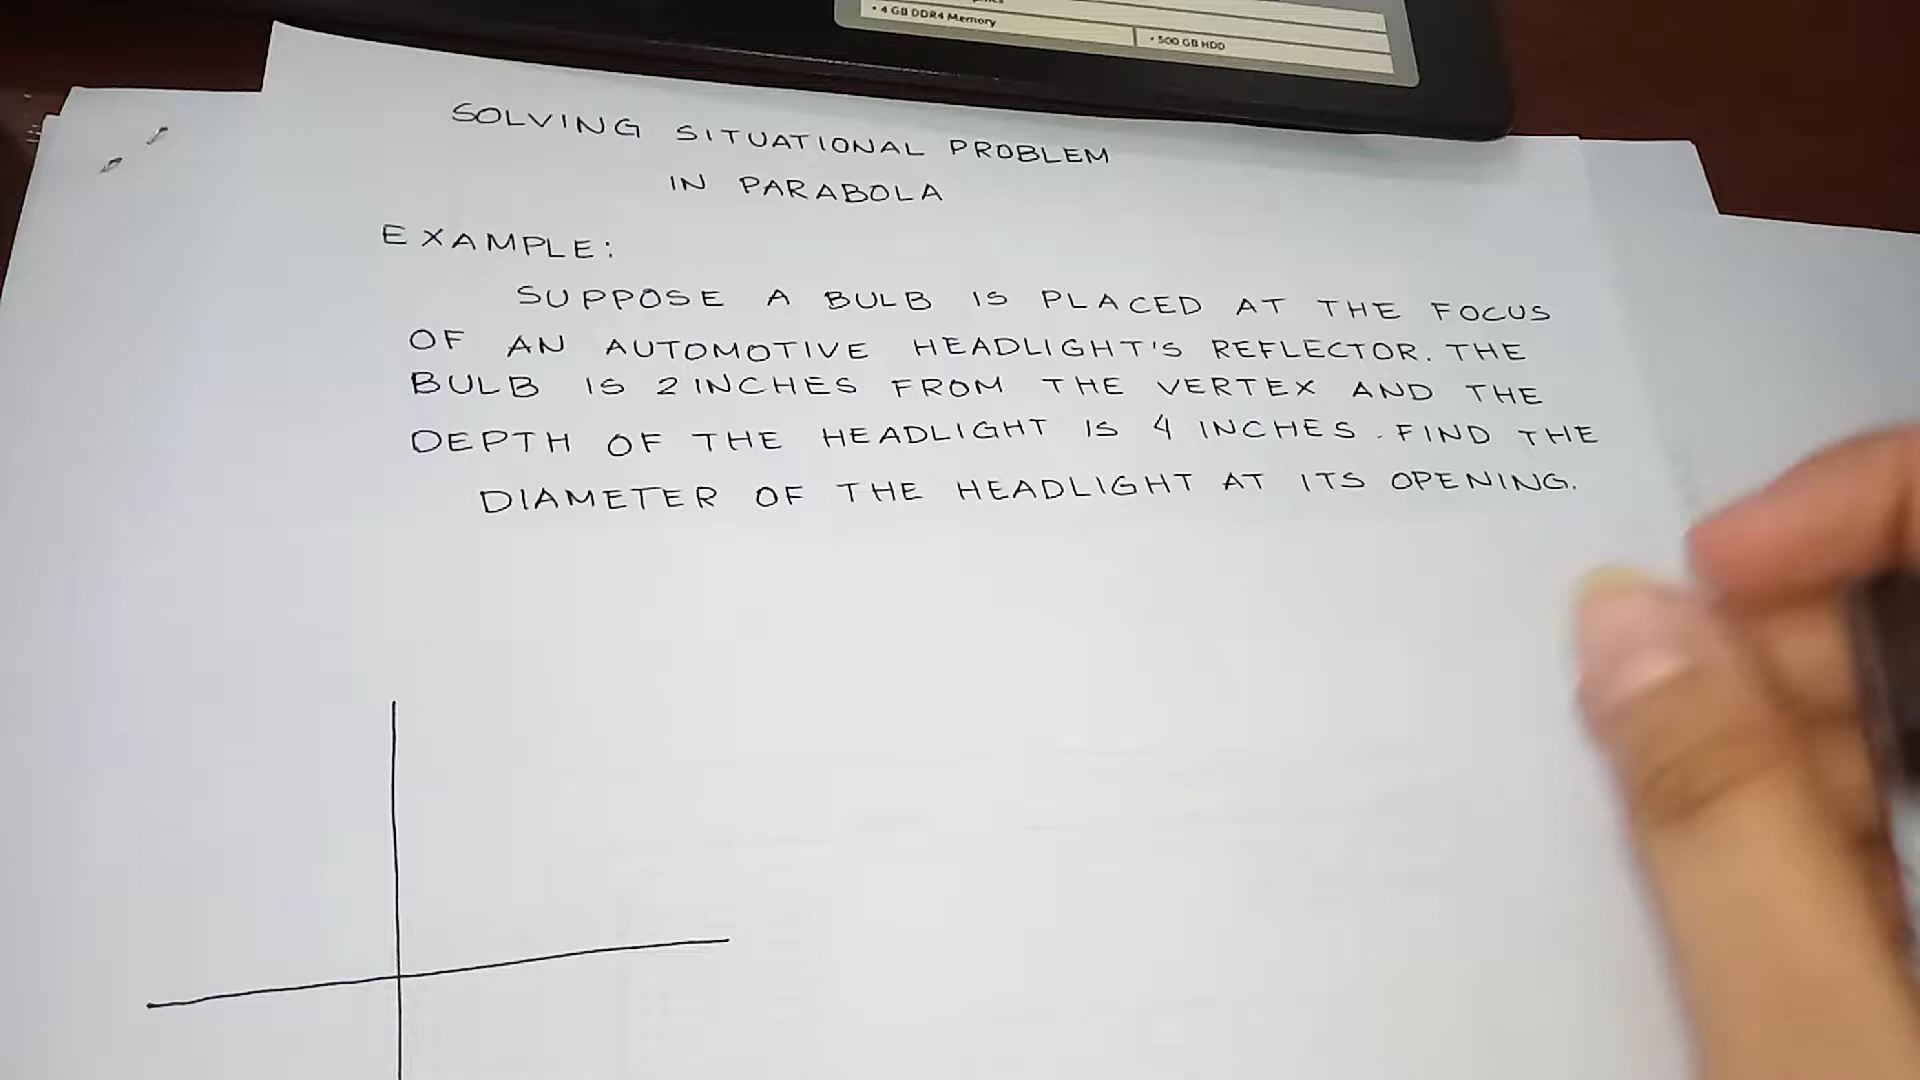 • 4 GB DDR4 Memory
• 500 GB HDD
SOLVING SITUATIONAL PROBLEM
IN PARABOLA
EXAMPLE:
SUPPOSE A BULB IS PLACED AT THE FOCUS
OF AN AUTOMOTIVE HEADLIGHT'S REFLECTOR. THE
BULB IS 2 INCHES FROM THE VERTEX AND THE
DEPTH OF THE HEADLIGHT IS 4 INCHES. FIND THE
DIAMETER OF THE HEADLIGHT AT ITS OPENING.